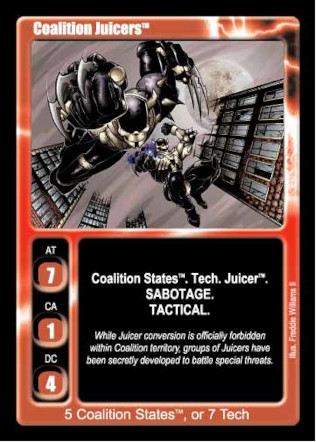 Coalition Juicers™
AT
7
CA
1
DC
4
Coalition States™. Tech. Juicer™.
SABOTAGE.
TACTICAL.
While Juicer conversion is officially forbidden
within Coalition territory, groups of Juicers have
been secretly developed to battle special threats.
Illus. Freddie Williams II
5 Coalition States™, or 7 Tech